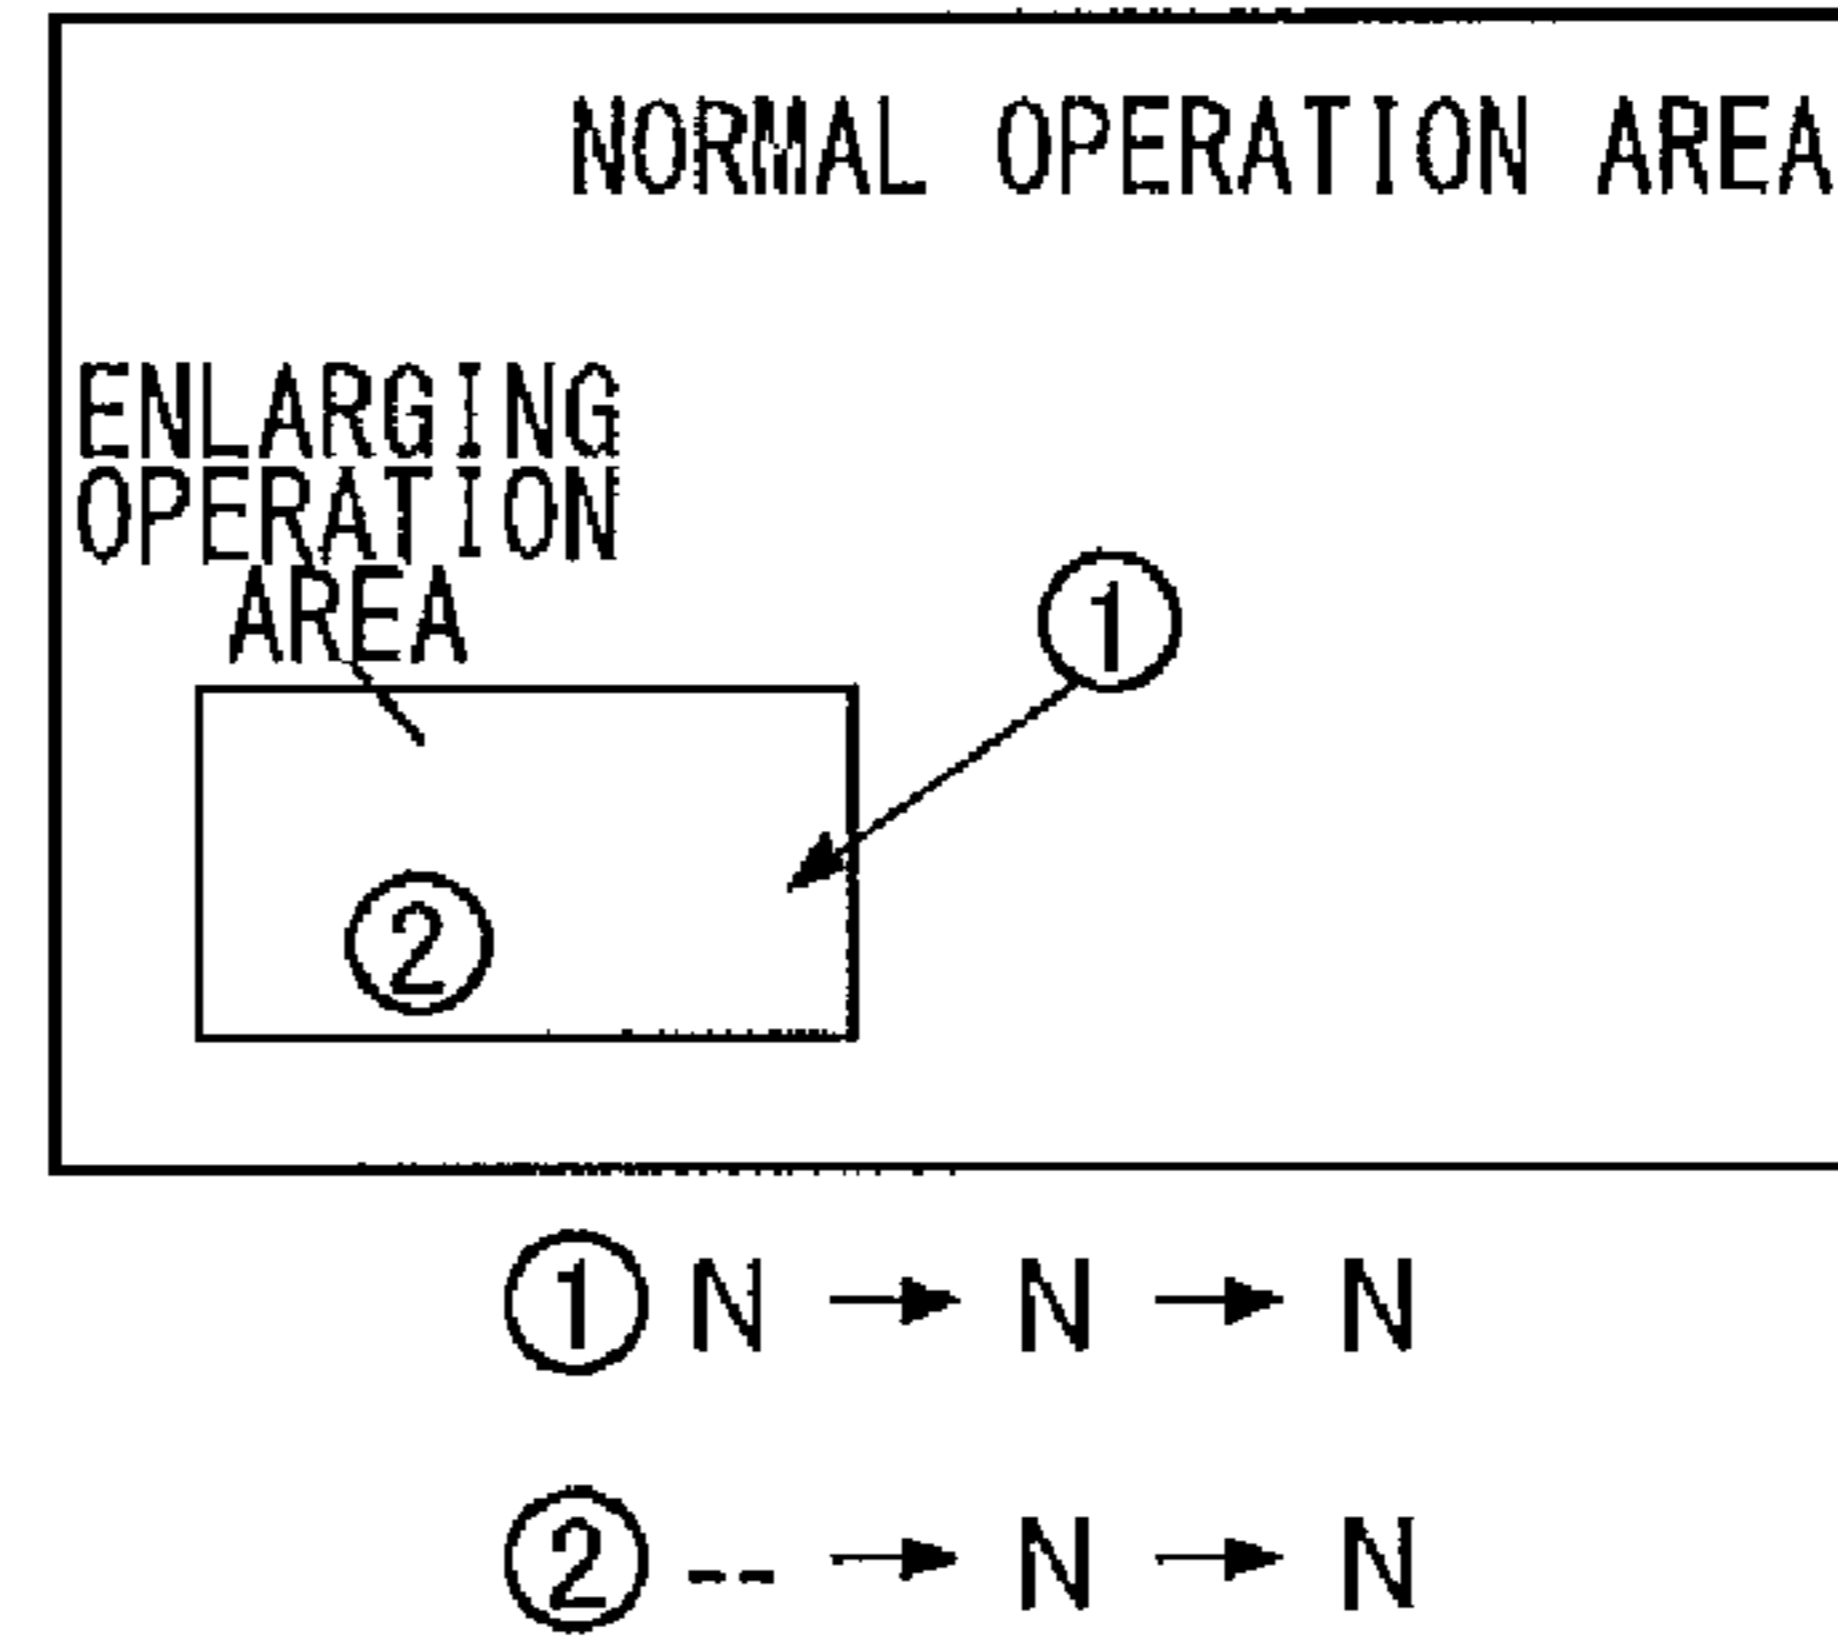 NORMAL OPERATION AREA
ENLARGING
OPERATION
AREA
①
②
① N → N → N
② -- → N → N